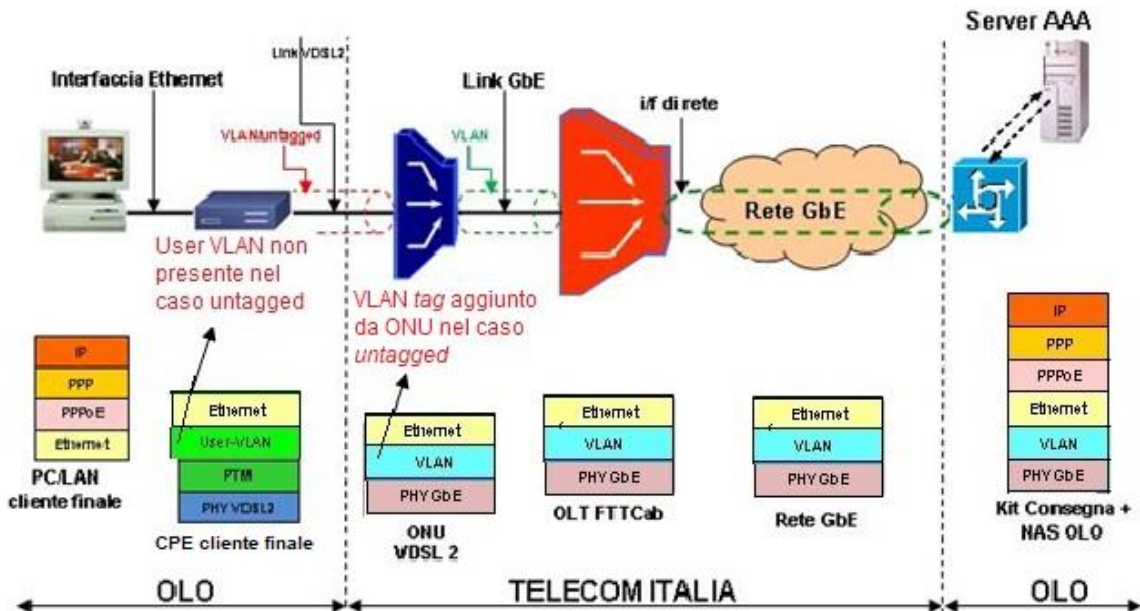 Server AAA
Link VDSL2
Interfaccia Ethernet
Link GbE
i/f di rete
VLAN/untagged
VLAN
Rete GbE
User VLAN non
presente nel
caso untagged
VLAN tag aggiunto
da ONU nel caso
untagged
IP
PPP
PPPoE
Ethernet
PC/LAN
cliente finale
Ethernet
User-VLAN
PTM
PHY VDSL2
CPE cliente finale
Ethernet
VLAN
PHY GbE
ONU
VDSL 2
Ethernet
VLAN
PHY GbE
OLT FTTCab
Ethernet
VLAN
PHY GbE
Rete GbE
IP
PPP
PPPoE
Ethernet
VLAN
PHY GbE
Kit Consegna +
NAS OLO
OLO
TELECOM ITALIA
OLO